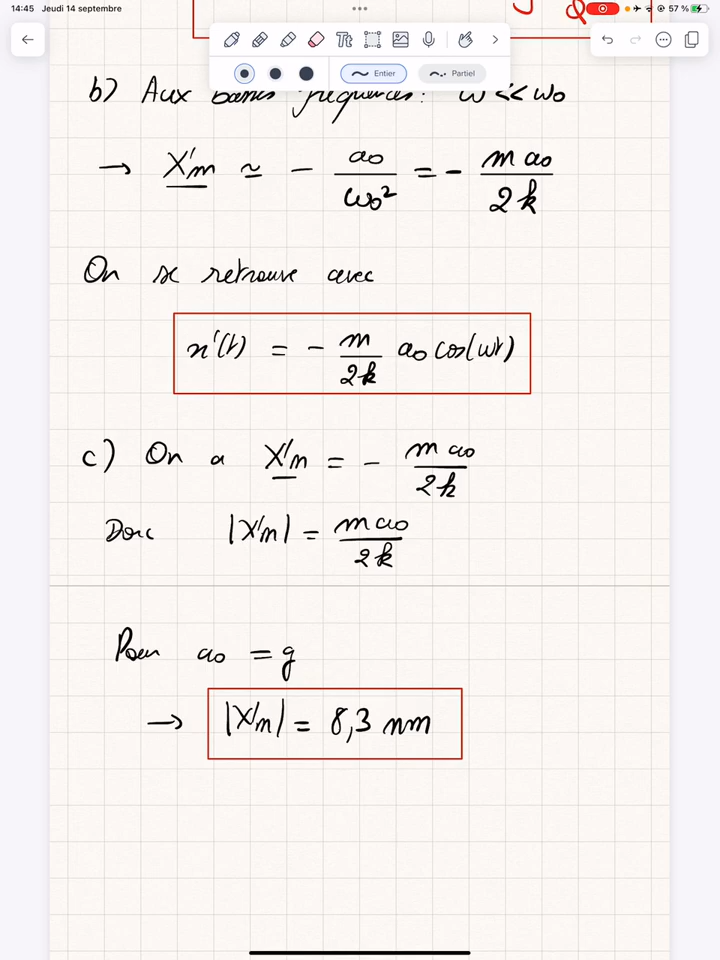 14:45 Jeudi 14 septembre
57 %
Tt
Entier
Partiel
b) Aux basses fréquences: ω << ω0
→ X'm ≃ - a0/ω0² = - m a0/2k
On se retrouve avec
x'(t) = - m/2k a0 cos(ωt)
c) On a X'm = - m a0/2k
Donc |X'm| = m a0/2k
Pour a0 = g
→ |X'm| = 8,3 nm